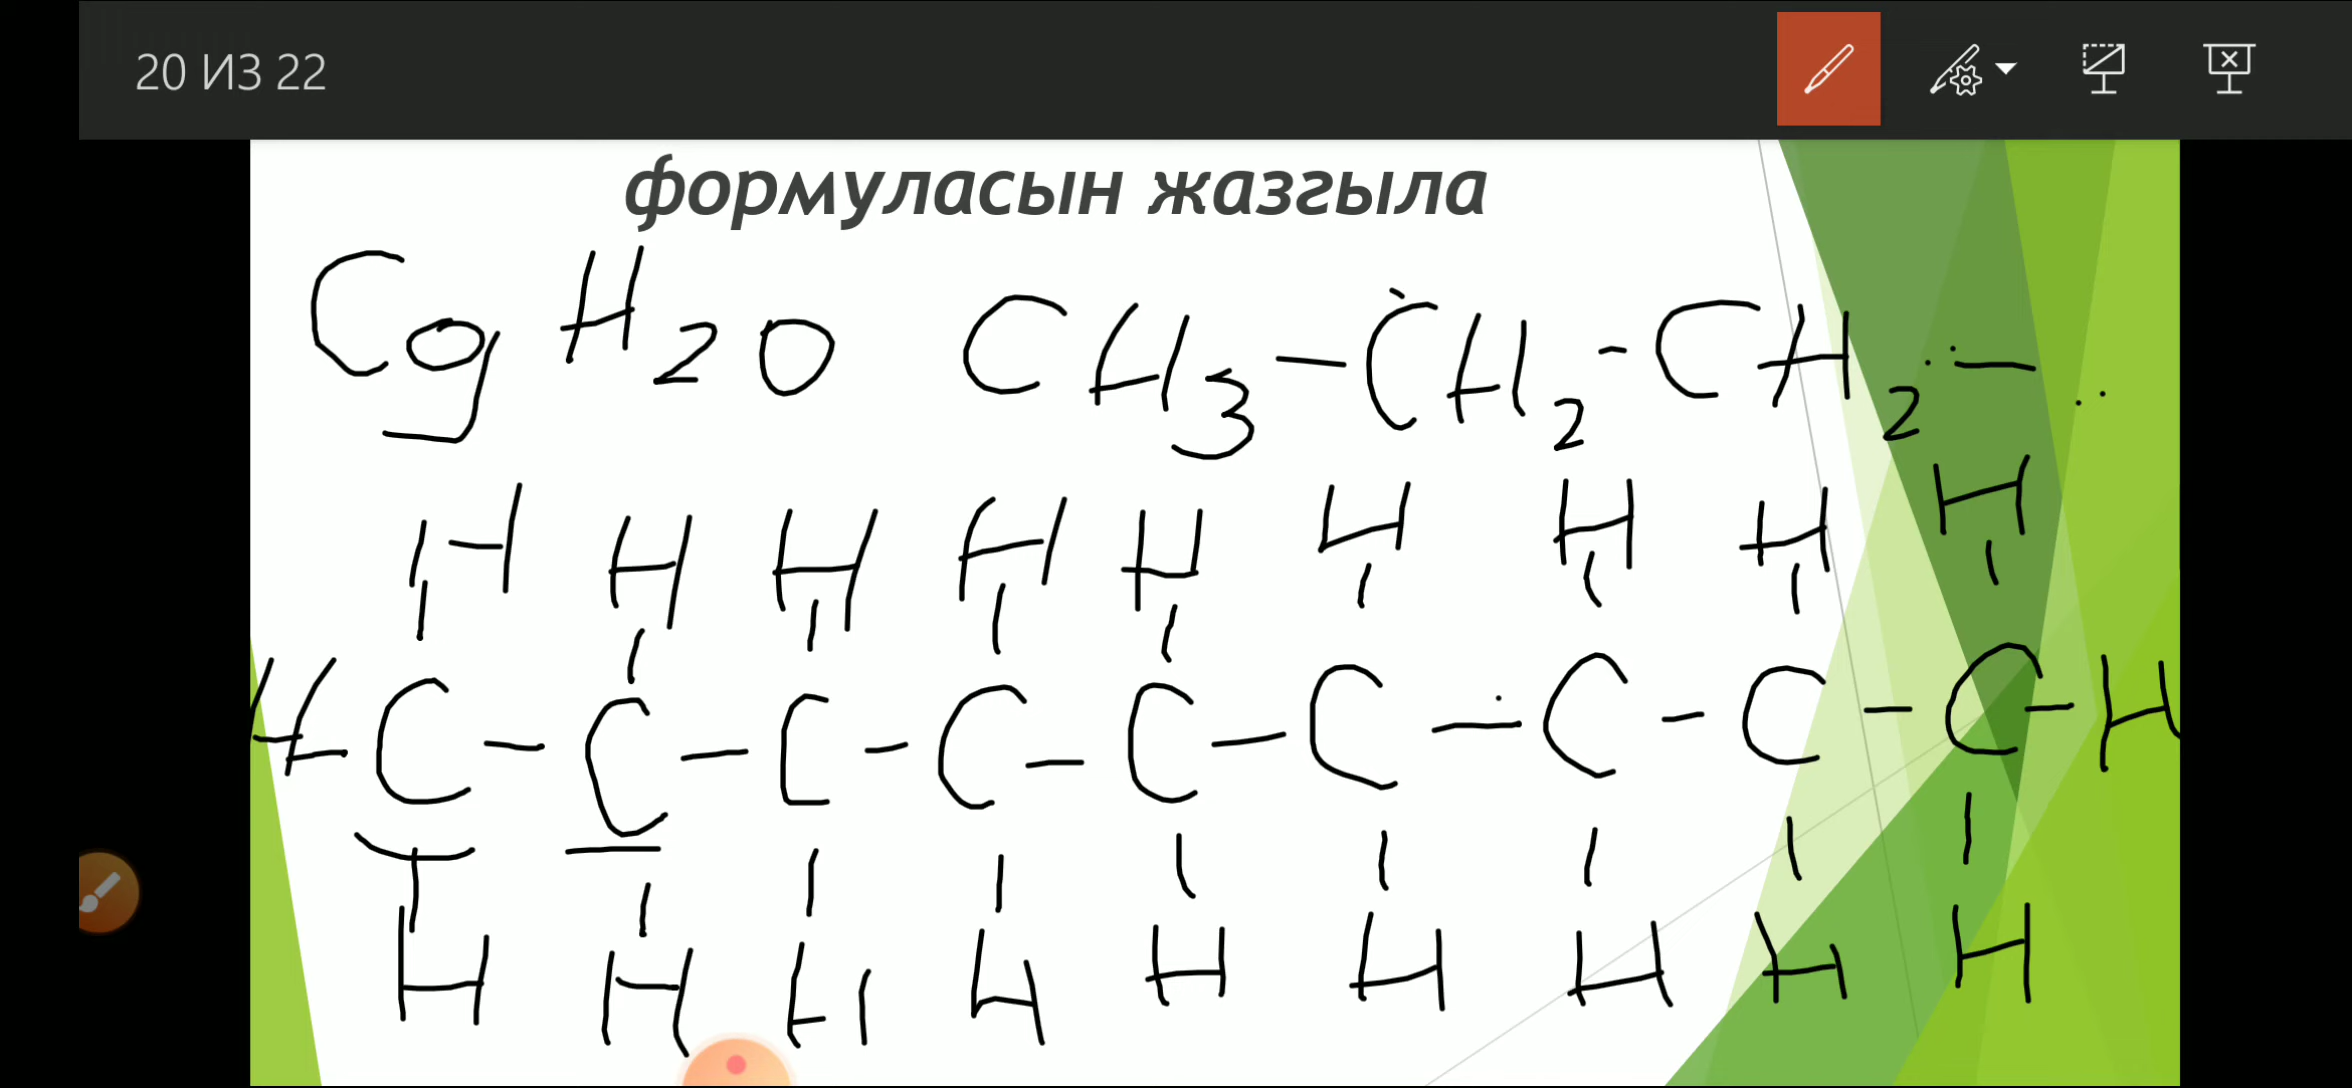 20 ИЗ 22
формуласын жазгыла
C9H20 CH3-CH2-CH2-
H H H H H H H H H
H-C-C-C-C-C-C-C-C-C-H
H H H H H H H H H